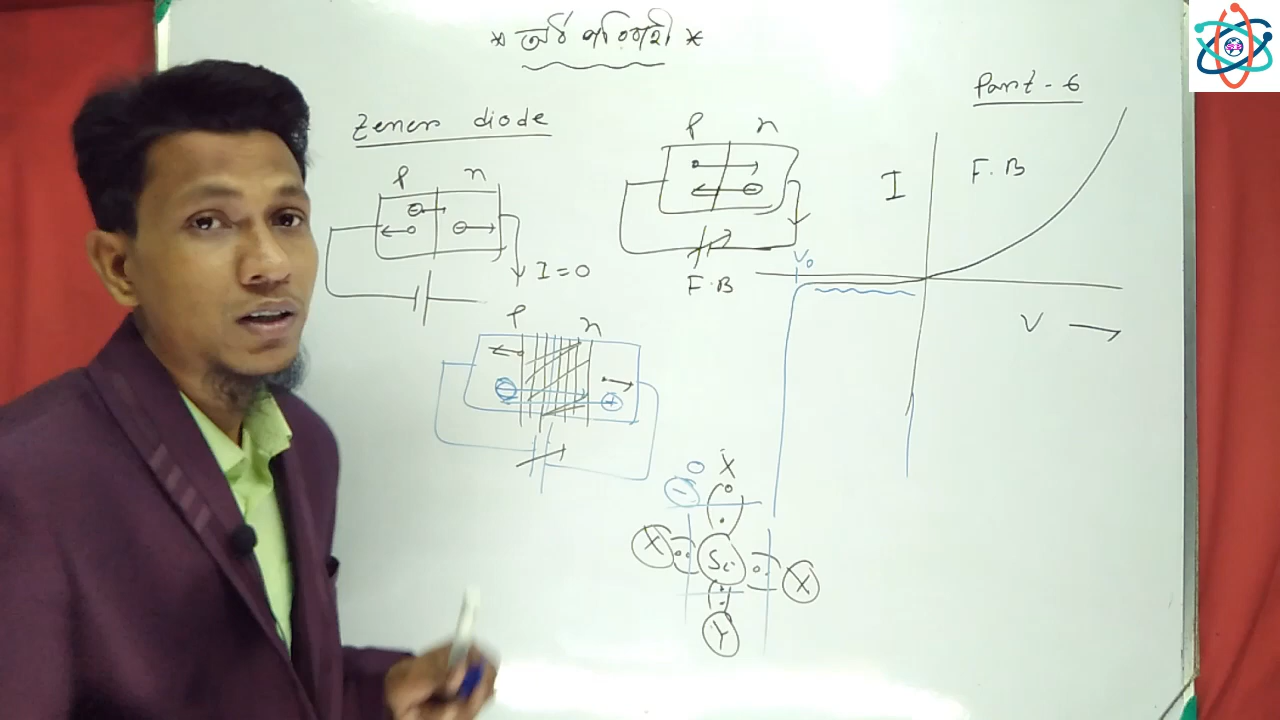 * অর্ধ পরিবাহী *
Part - 6
Zener diode
p n
I = 0
p n
F.B
p n
I
F.B
V₀
V →
X
-
X
Si
X
Y